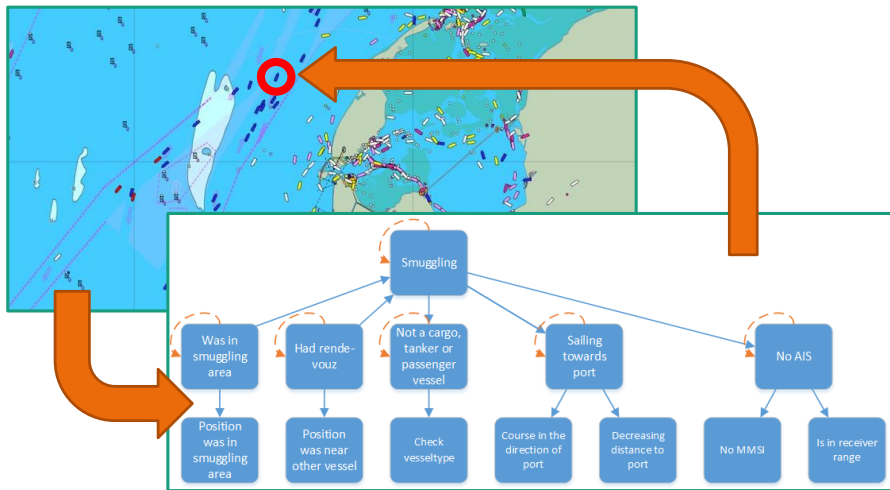 Smuggling
Was in
smuggling
area
Had rende-
vouz
Not a cargo,
tanker or
passenger
vessel
Sailing
towards
port
No AIS
Position
was in
smuggling
area
Position
was near
other vessel
Check
vesseltype
Course in the
direction of
port
Decreasing
distance to
port
No MMSI
Is in receiver
range